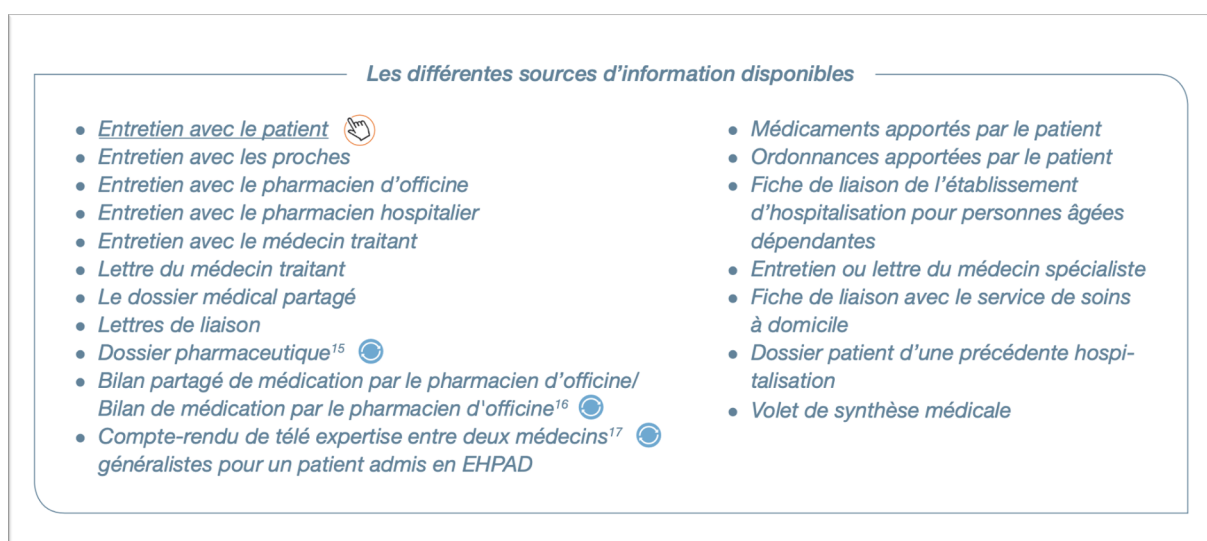 Les différentes sources d’information disponibles
• Entretien avec le patient
• Entretien avec les proches
• Entretien avec le pharmacien d’officine
• Entretien avec le pharmacien hospitalier
• Entretien avec le médecin traitant
• Lettre du médecin traitant
• Le dossier médical partagé
• Lettres de liaison
• Dossier pharmaceutique¹⁵
• Bilan partagé de médication par le pharmacien d’officine/
Bilan de médication par le pharmacien d'officine¹⁶
• Compte-rendu de télé expertise entre deux médecins¹⁷
généralistes pour un patient admis en EHPAD
• Médicaments apportés par le patient
• Ordonnances apportées par le patient
• Fiche de liaison de l’établissement
d’hospitalisation pour personnes âgées
dépendantes
• Entretien ou lettre du médecin spécialiste
• Fiche de liaison avec le service de soins
à domicile
• Dossier patient d’une précédente hospi-
talisation
• Volet de synthèse médicale